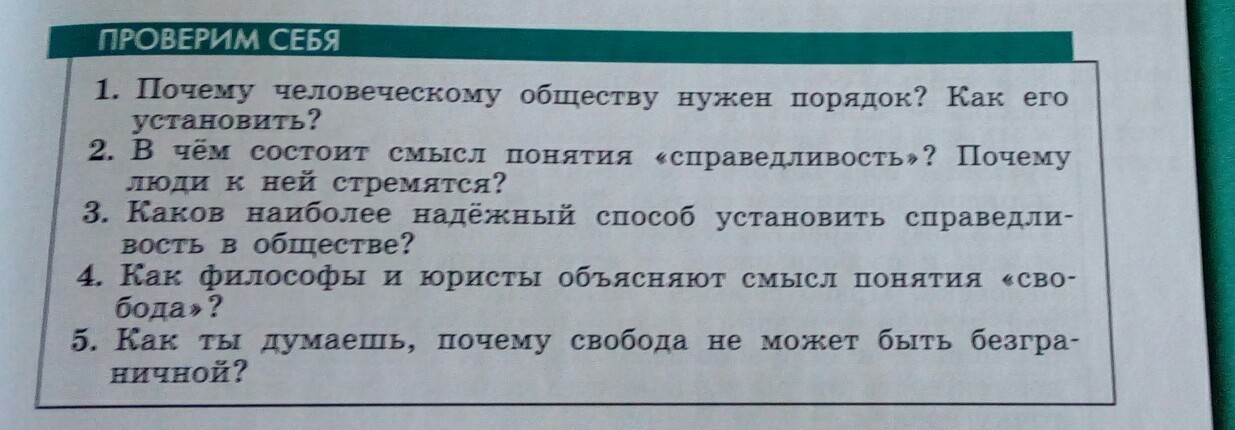 ПРОВЕРИМ СЕБЯ
1. Почему человеческому обществу нужен порядок? Как его
установить?
2. В чём состоит смысл понятия «справедливость»? Почему
люди к ней стремятся?
3. Каков наиболее надёжный способ установить справедли-
вость в обществе?
4. Как философы и юристы объясняют смысл понятия «сво-
бода»?
5. Как ты думаешь, почему свобода не может быть безгра-
ничной?